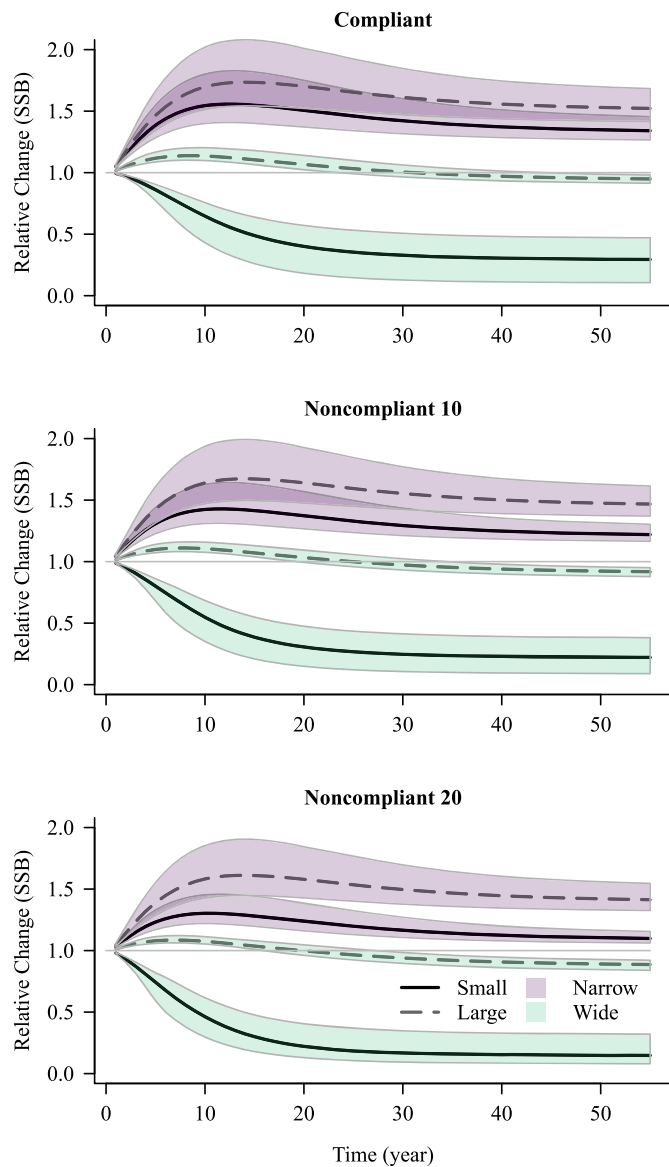 Compliant
Relative Change (SSB)
2.0
1.5
1.0
0.5
0.0
0 10 20 30 40 50
Noncompliant 10
Relative Change (SSB)
2.0
1.5
1.0
0.5
0.0
0 10 20 30 40 50
Noncompliant 20
Relative Change (SSB)
2.0
1.5
1.0
0.5
0.0
Small Narrow
Large Wide
0 10 20 30 40 50
Time (year)